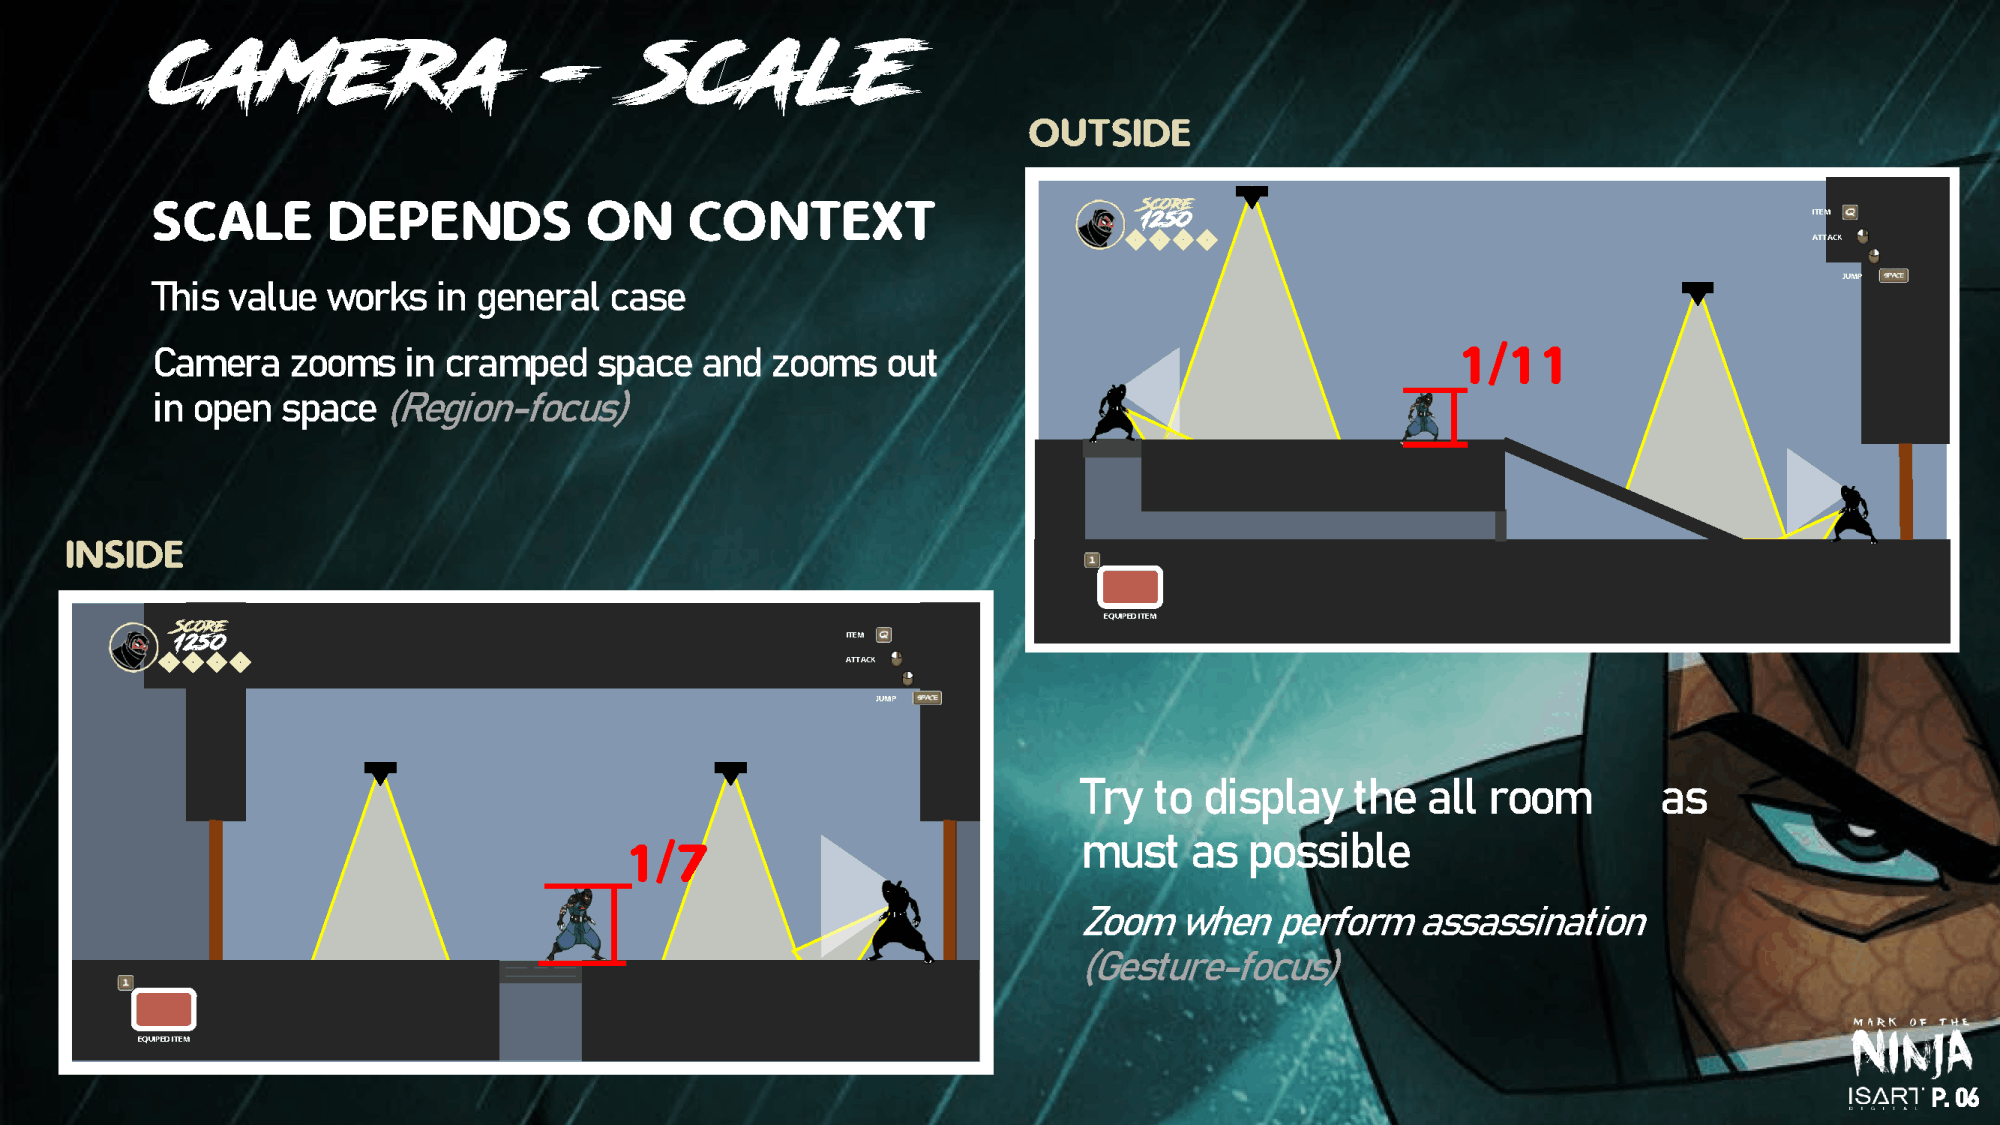 CAMERA - SCALE
SCALE DEPENDS ON CONTEXT
This value works in general case
Camera zooms in cramped space and zooms out
in open space (Region-focus)
OUTSIDE
SCORE
1250
ITEM Q
ATTACK
JUMP SPACE
1/11
1
EQUIPED ITEM
INSIDE
SCORE
1250
ITEM Q
ATTACK
JUMP SPACE
1/7
1
EQUIPED ITEM
Try to display the all room as
must as possible
Zoom when perform assassination
(Gesture-focus)
MARK OF THE
NINJA
ISART P. 06
DIGITAL